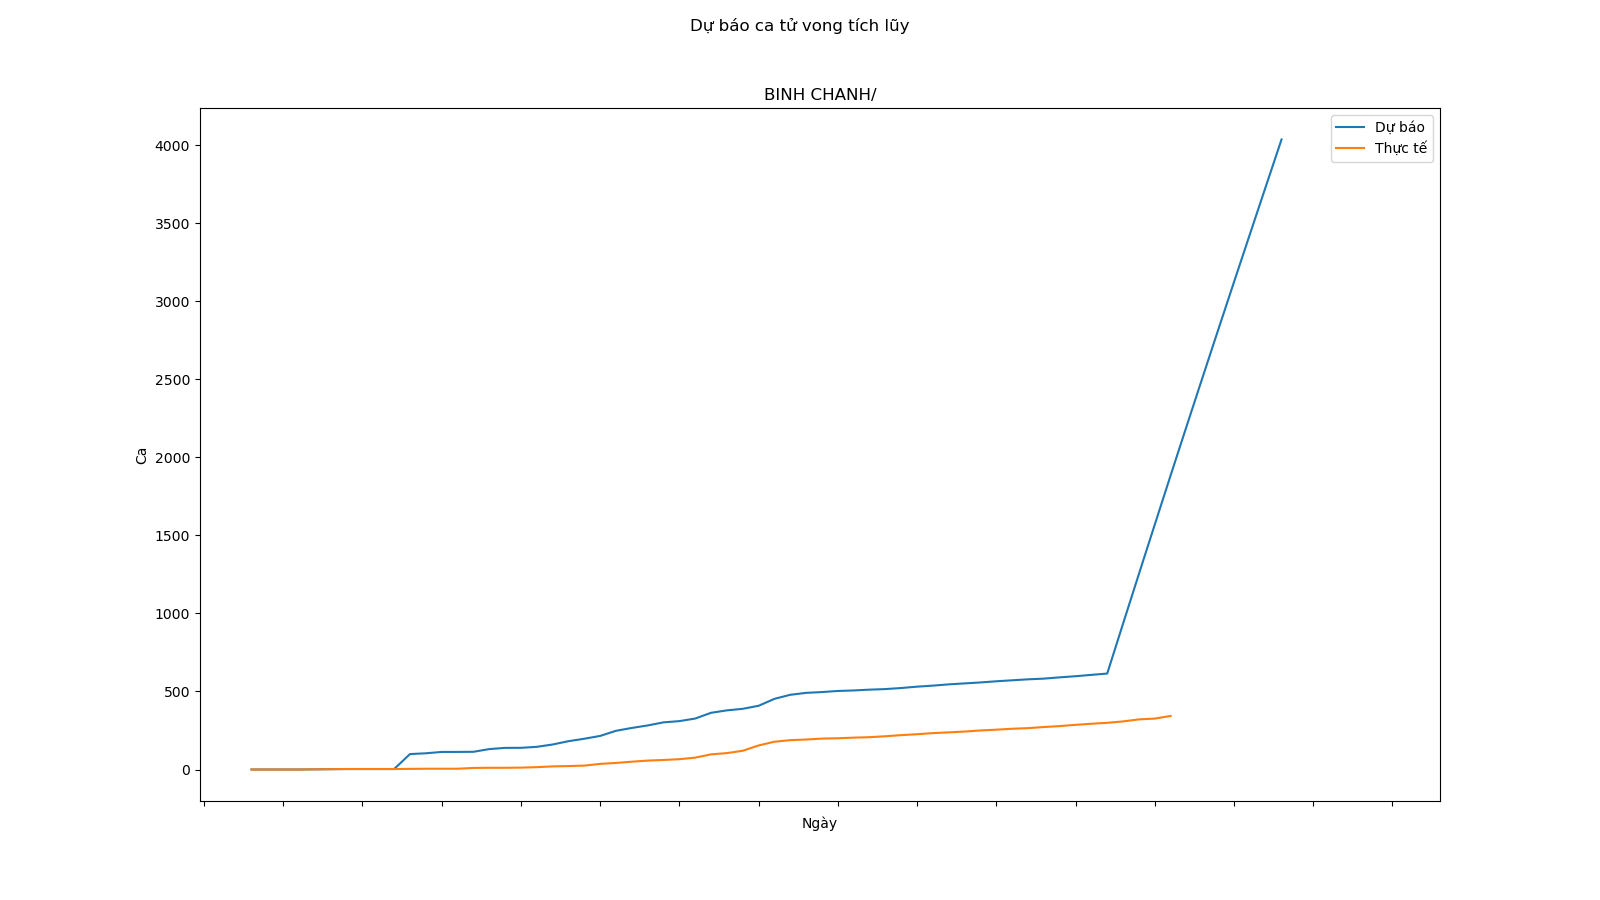 Dự báo ca tử vong tích lũy
BINH CHANH/
Dự báo
Thực tế
4000
3500
3000
2500
2000
1500
1000
500
0
Ca
Ngày